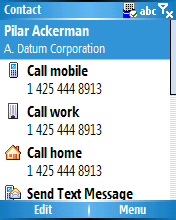 Contact abc
Pilar Ackerman
A. Datum Corporation
Call mobile
1 425 444 8913
Call work
1 425 444 8913
Call home
1 425 444 8913
Send Text Message
Edit Menu